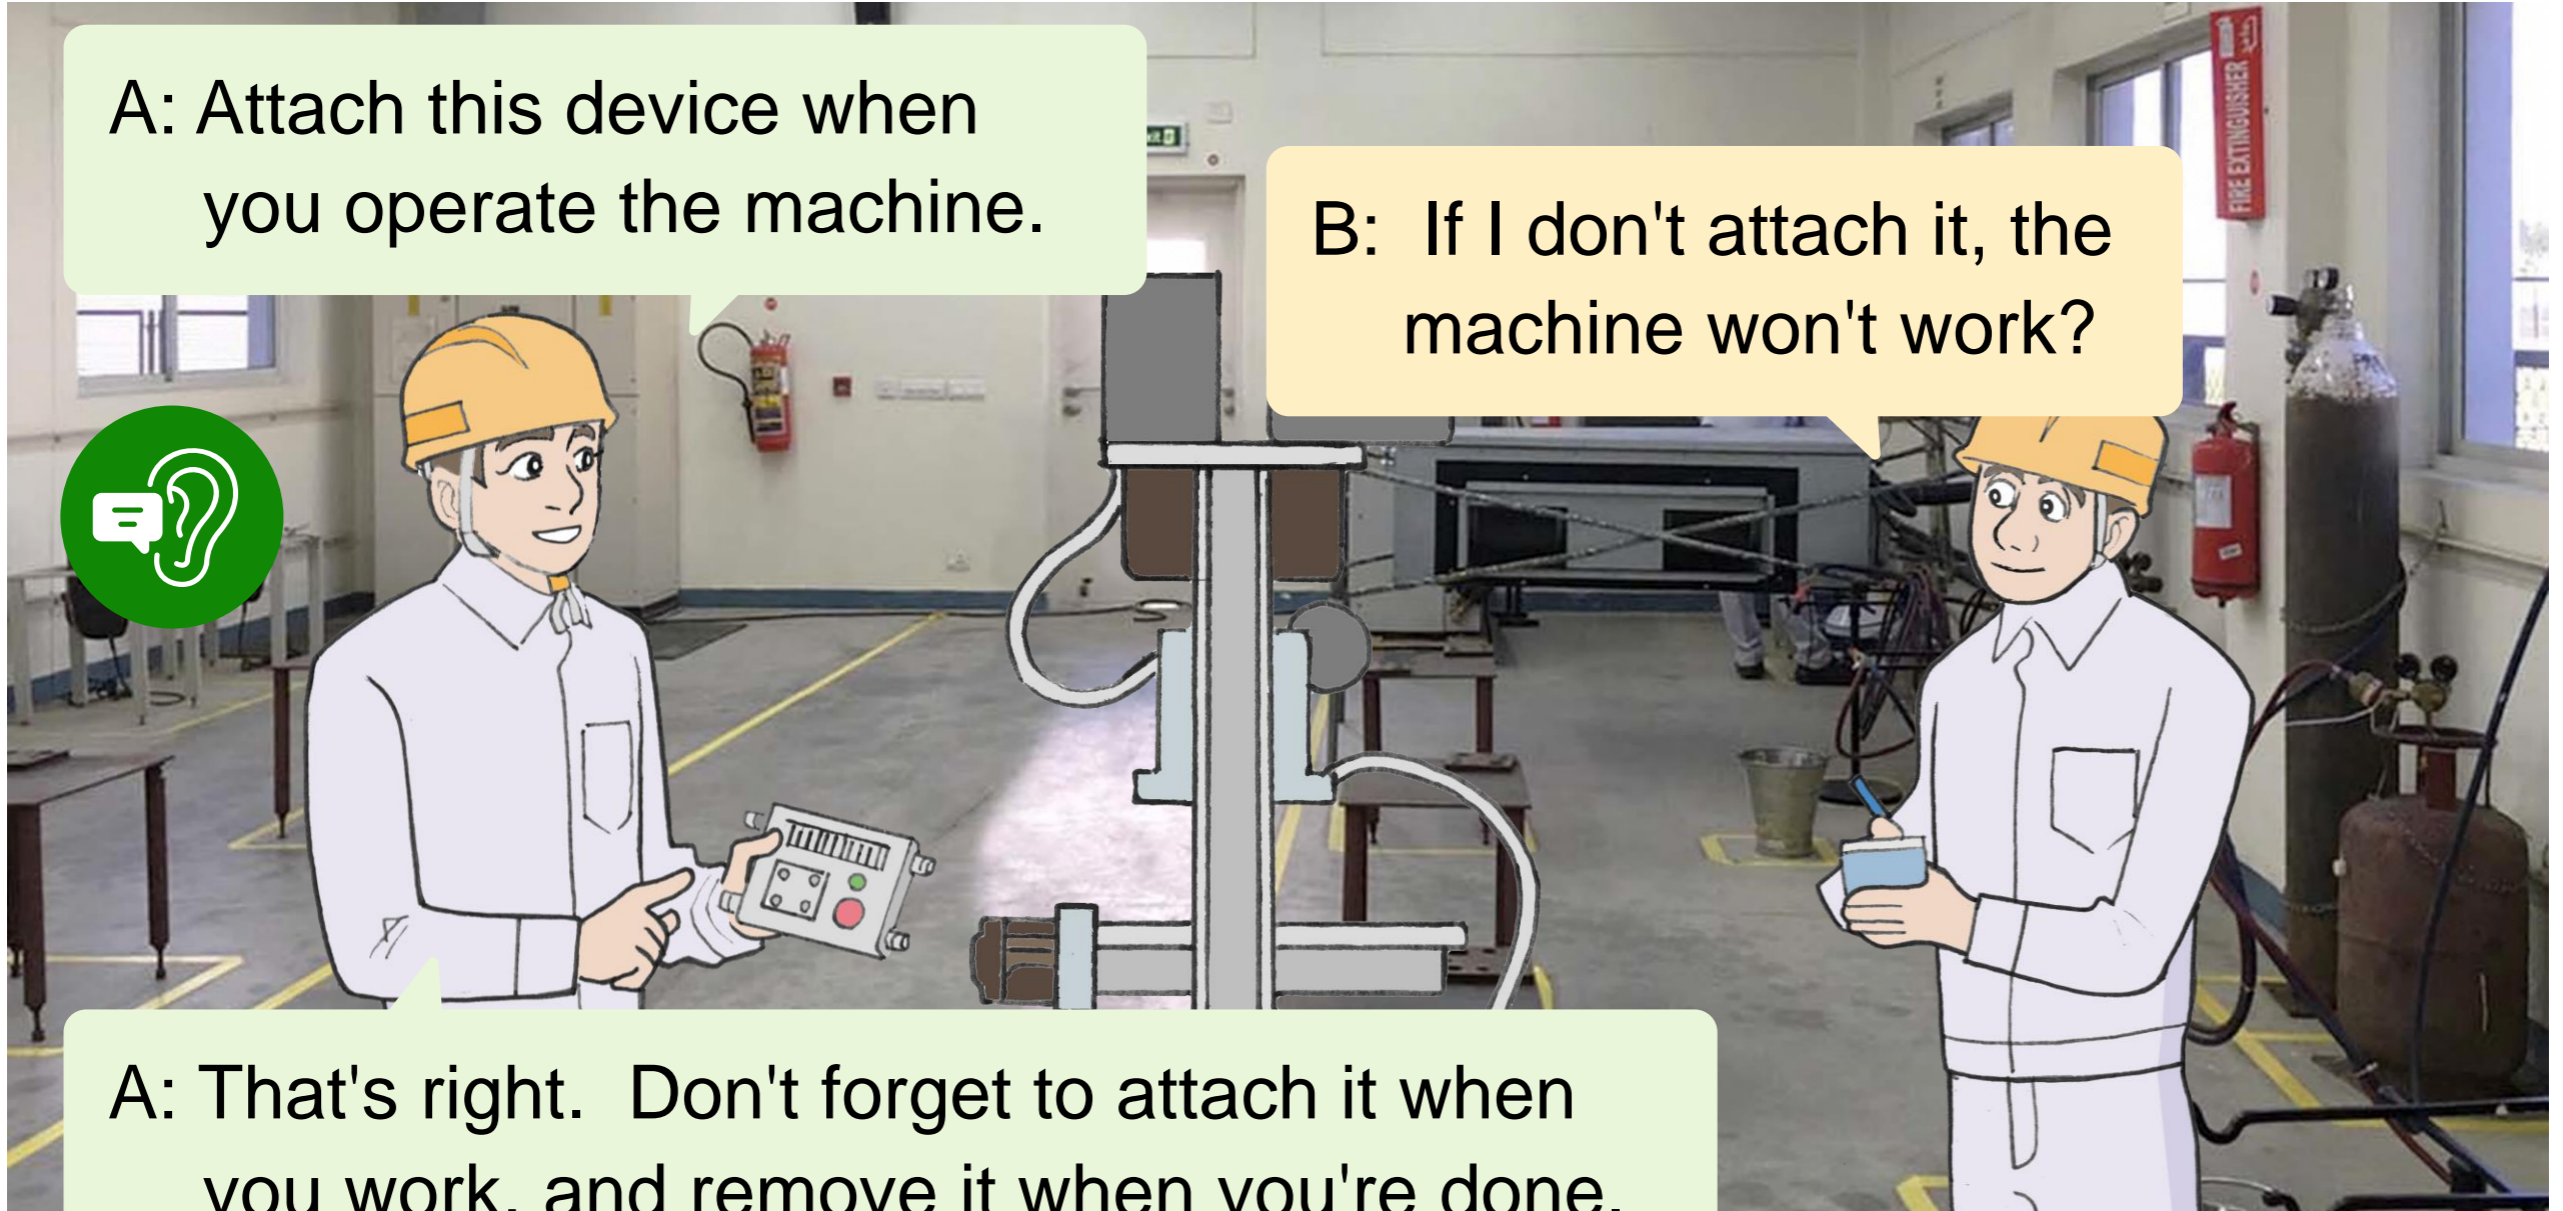 A: Attach this device when
you operate the machine.
B: If I don't attach it, the
machine won't work?
FIRE EXTINGUISHER
A: That's right. Don't forget to attach it when
you work, and remove it when you're done.